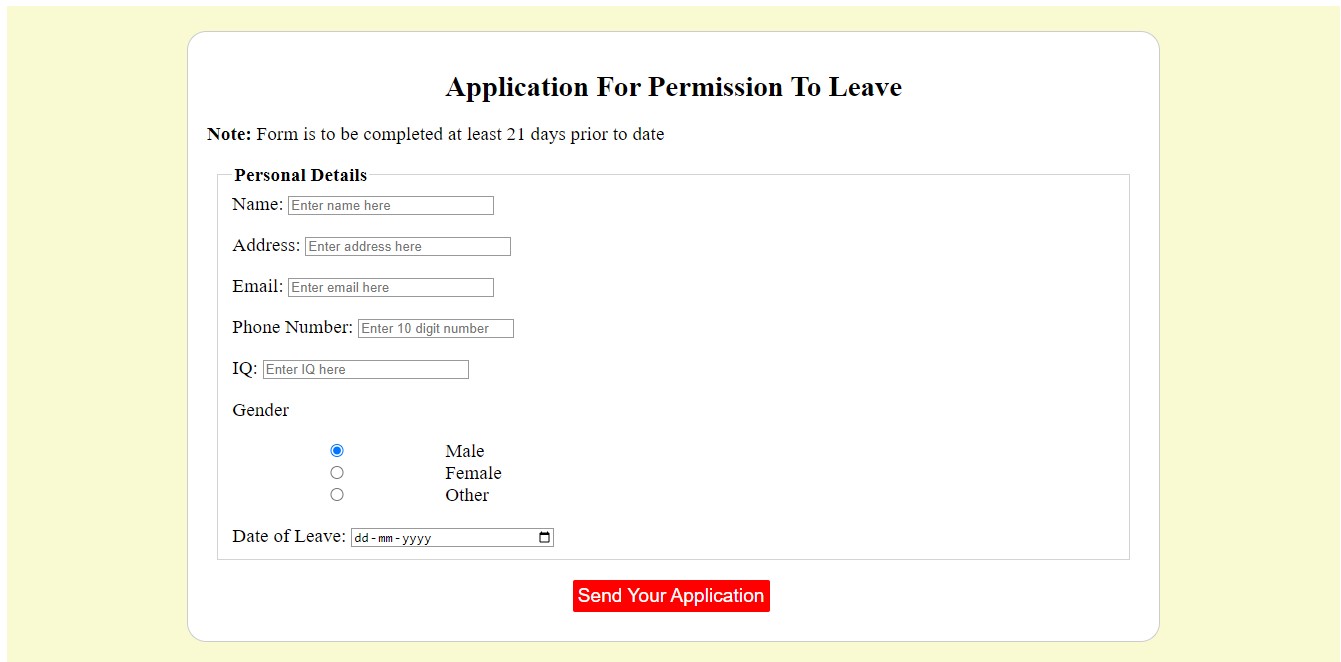 Application For Permission To Leave
Note: Form is to be completed at least 21 days prior to date
Personal Details
Name: Enter name here
Address: Enter address here
Email: Enter email here
Phone Number: Enter 10 digit number
IQ: Enter IQ here
Gender
Male
Female
Other
Date of Leave: dd-mm-yyyy
Send Your Application